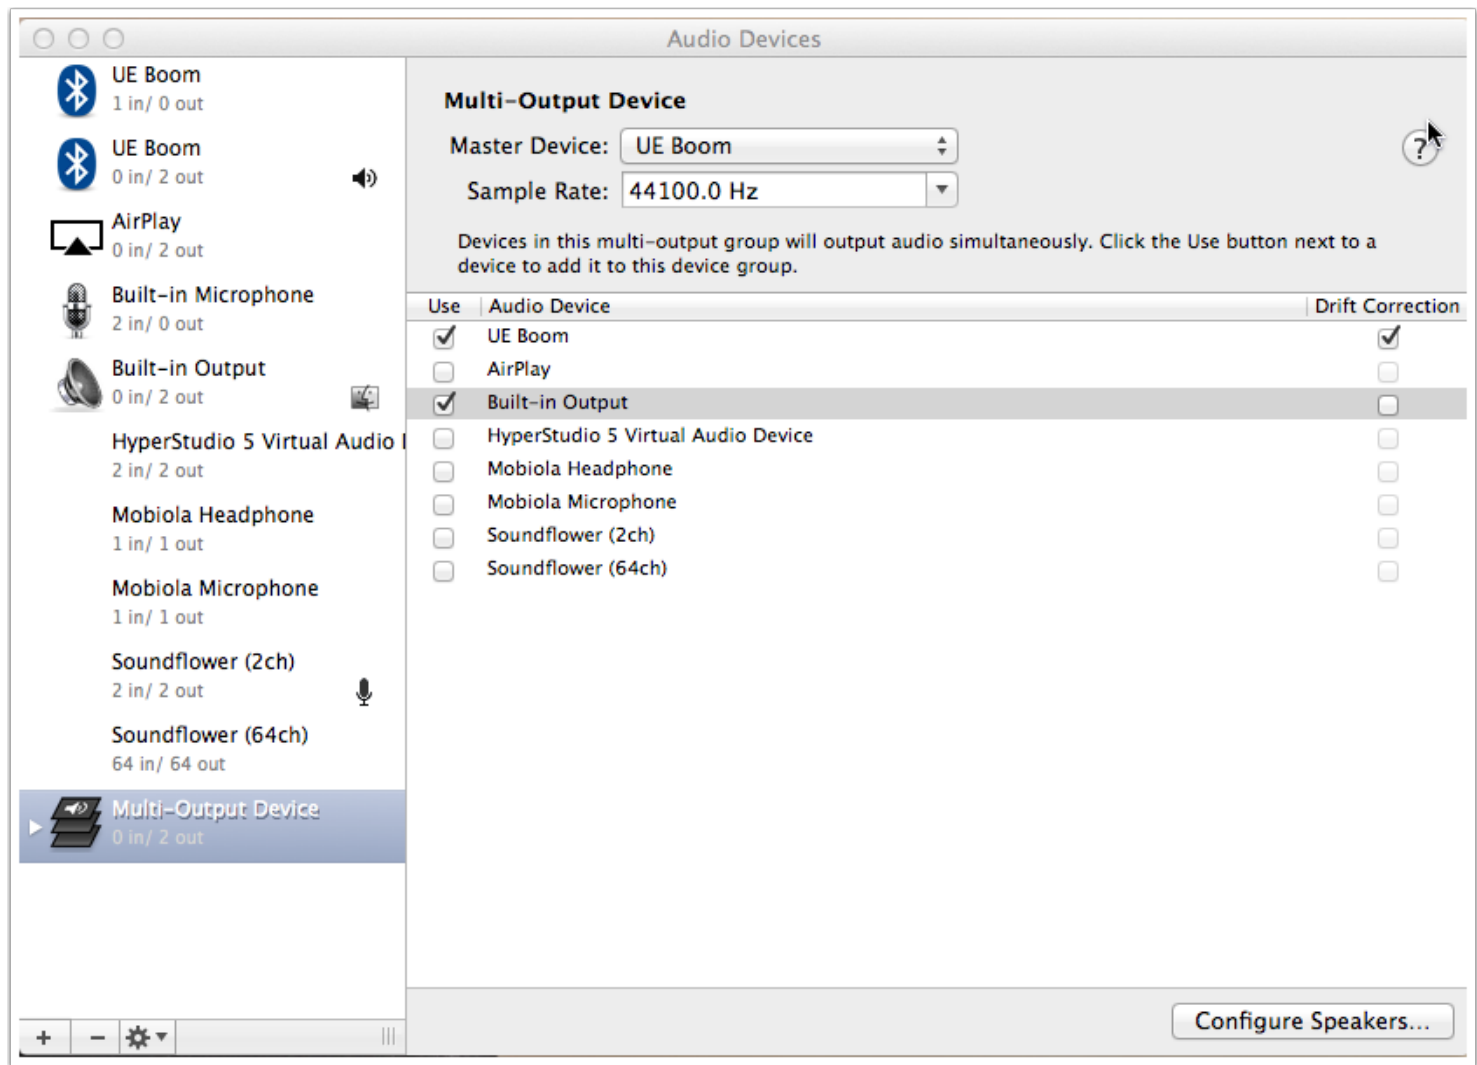 Audio Devices
UE Boom
1 in/ 0 out
UE Boom
0 in/ 2 out
AirPlay
0 in/ 2 out
Built-in Microphone
2 in/ 0 out
Built-in Output
0 in/ 2 out
HyperStudio 5 Virtual Audio
2 in/ 2 out
Mobiola Headphone
1 in/ 1 out
Mobiola Microphone
1 in/ 1 out
Soundflower (2ch)
2 in/ 2 out
Soundflower (64ch)
64 in/ 64 out
Multi-Output Device
0 in/ 2 out
Multi-Output Device
Master Device: UE Boom
?
Sample Rate: 44100.0 Hz
Devices in this multi-output group will output audio simultaneously. Click the Use button next to a
device to add it to this device group.
Use Audio Device Drift Correction
UE Boom
AirPlay
Built-in Output
HyperStudio 5 Virtual Audio Device
Mobiola Headphone
Mobiola Microphone
Soundflower (2ch)
Soundflower (64ch)
Configure Speakers...